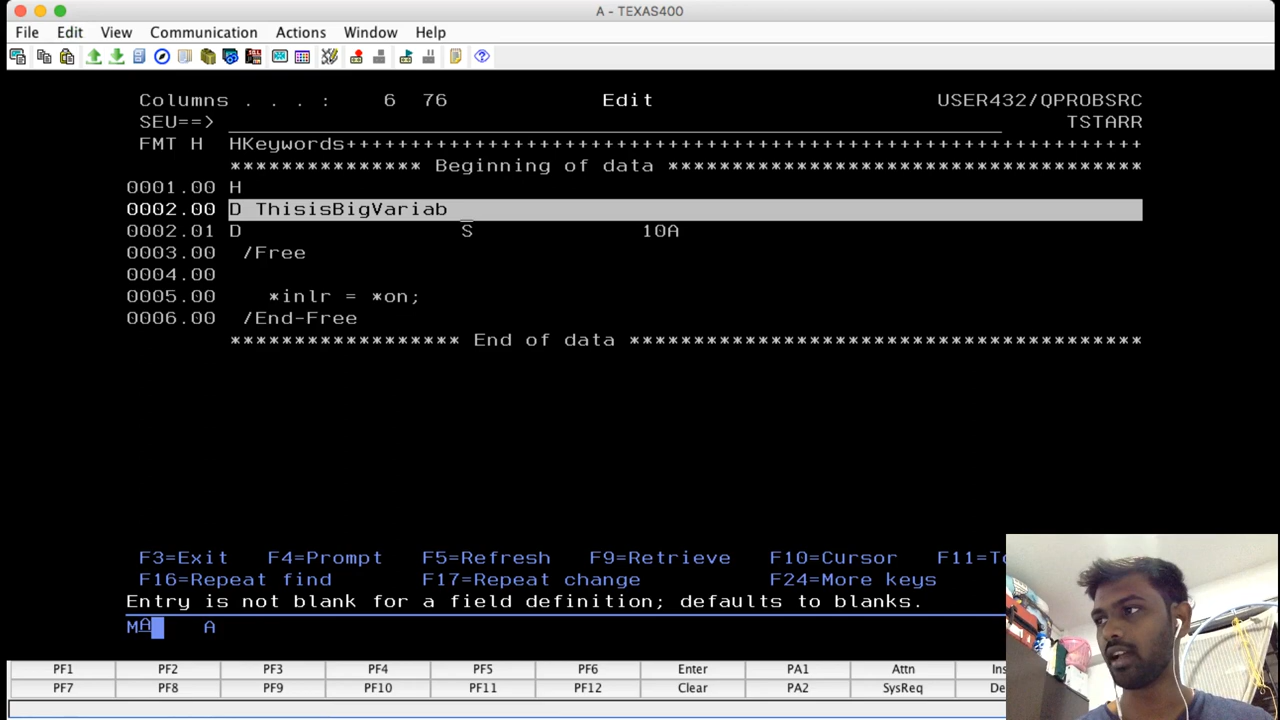 A - TEXAS400
File Edit View Communication Actions Window Help
Columns . . . : 6 76 Edit USER432/QPROBSRC
SEU==> TSTARR
FMT H HKeywords++++++++++++++++++++++++++++++++++++++++++++++++++++++++++++++
*************** Beginning of data *************************************
0001.00 H
0002.00 D ThisisBigVariab
0002.01 D S 10A
0003.00 /Free
0004.00
0005.00 *inlr = *on;
0006.00 /End-Free
****************** End of data ****************************************
F3=Exit F4=Prompt F5=Refresh F9=Retrieve F10=Cursor
F16=Repeat find F17=Repeat change F24=More keys
Entry is not blank for a field definition; defaults to blanks.
MA A
PF1 PF2 PF3 PF4 PF5 PF6 Enter PA1 Attn
PF7 PF8 PF9 PF10 PF11 PF12 Clear PA2 SysReq